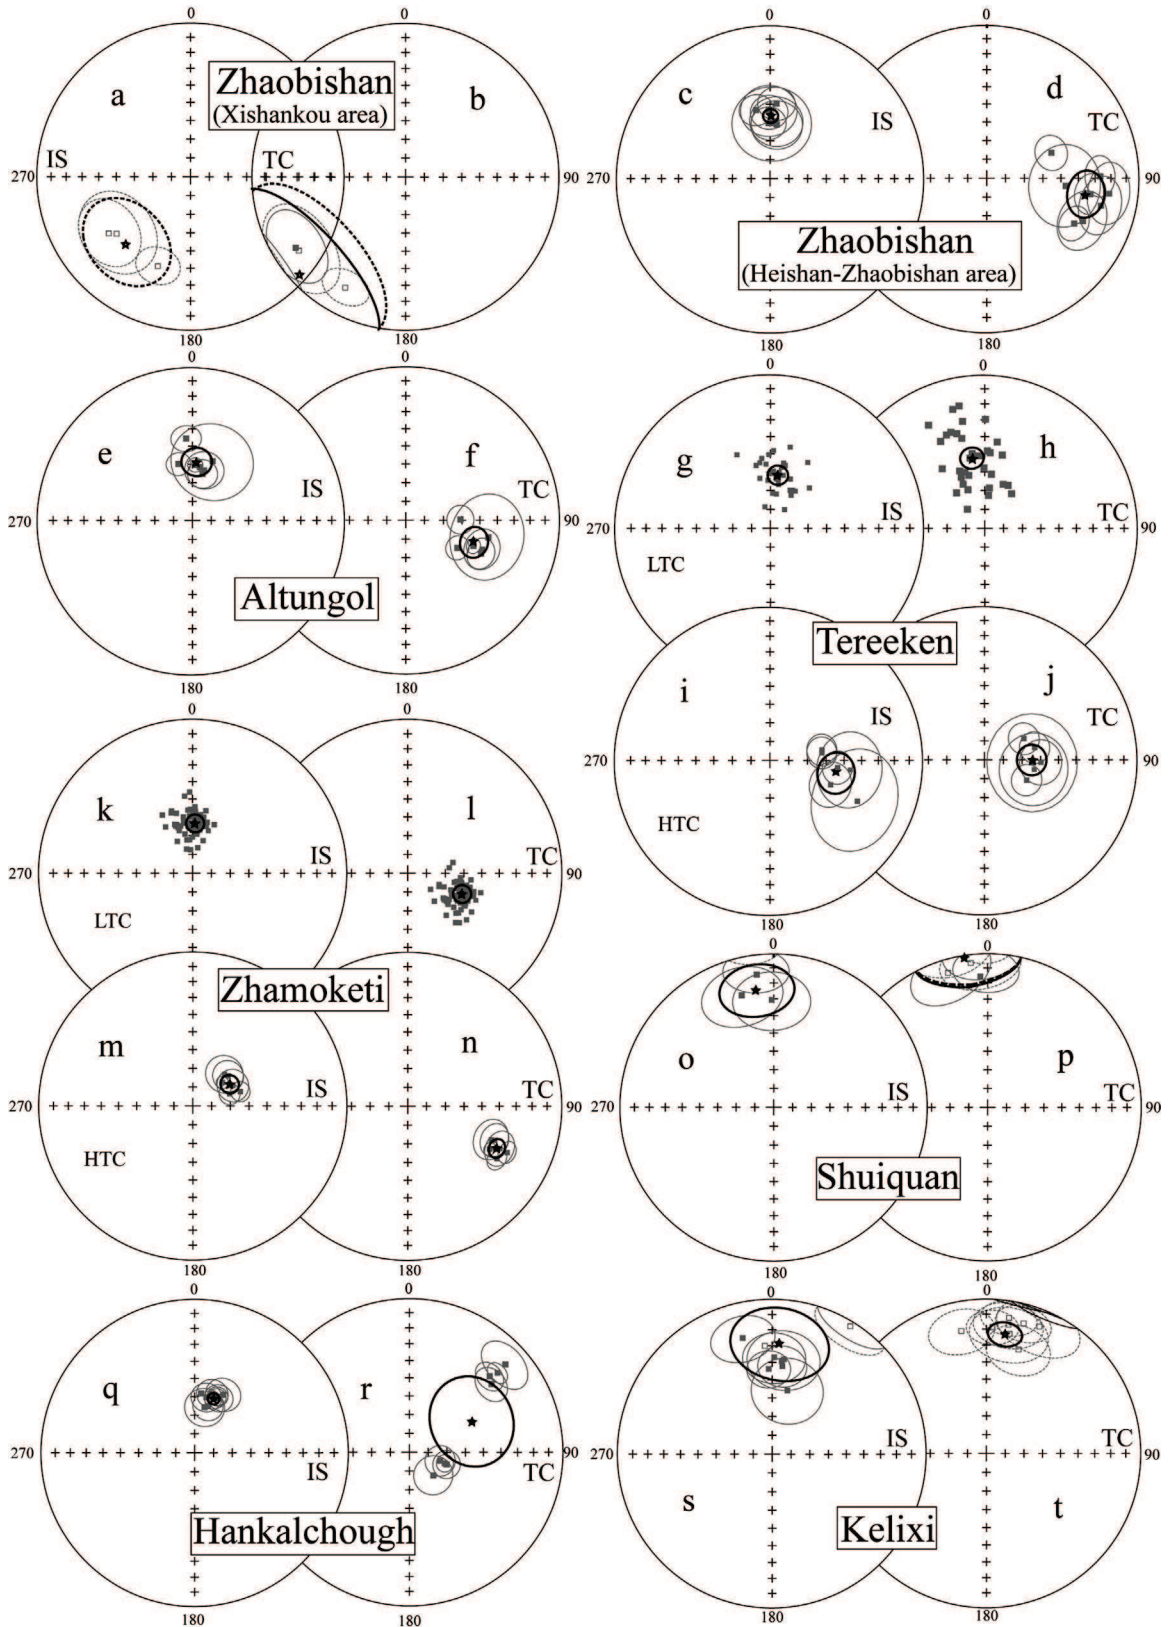 0
0
a
Zhaobishan
(Xishankou area)
b
IS
TC
270
90
180
180
0
0
c
d
IS
TC
270
90
Zhaobishan
(Heishan-Zhaobishan area)
180
180
0
0
e
f
IS
TC
270
90
Altungol
180
180
0
0
g
h
IS
TC
270
90
LTC
Tereeken
i
j
IS
TC
270
90
HTC
180
180
0
0
k
l
IS
TC
270
90
LTC
Zhamoketi
m
n
IS
TC
270
90
HTC
180
180
0
0
o
p
IS
TC
270
90
Shuiquan
180
180
0
0
q
r
IS
TC
270
90
Hankalchough
180
180
0
0
IS
TC
270
90
s
t
Kelixi
180
180